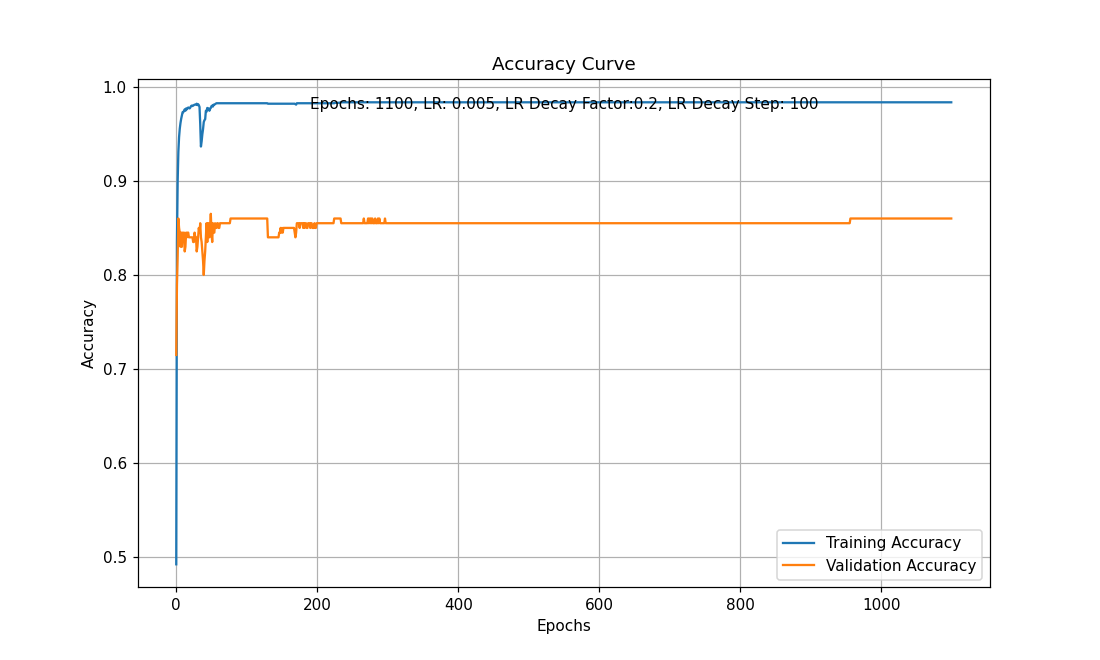 Accuracy Curve
Epochs: 1100, LR: 0.005, LR Decay Factor:0.2, LR Decay Step: 100
1.0
0.9
0.8
0.7
0.6
0.5
Accuracy
Training Accuracy
Validation Accuracy
0 200 400 600 800 1000
Epochs